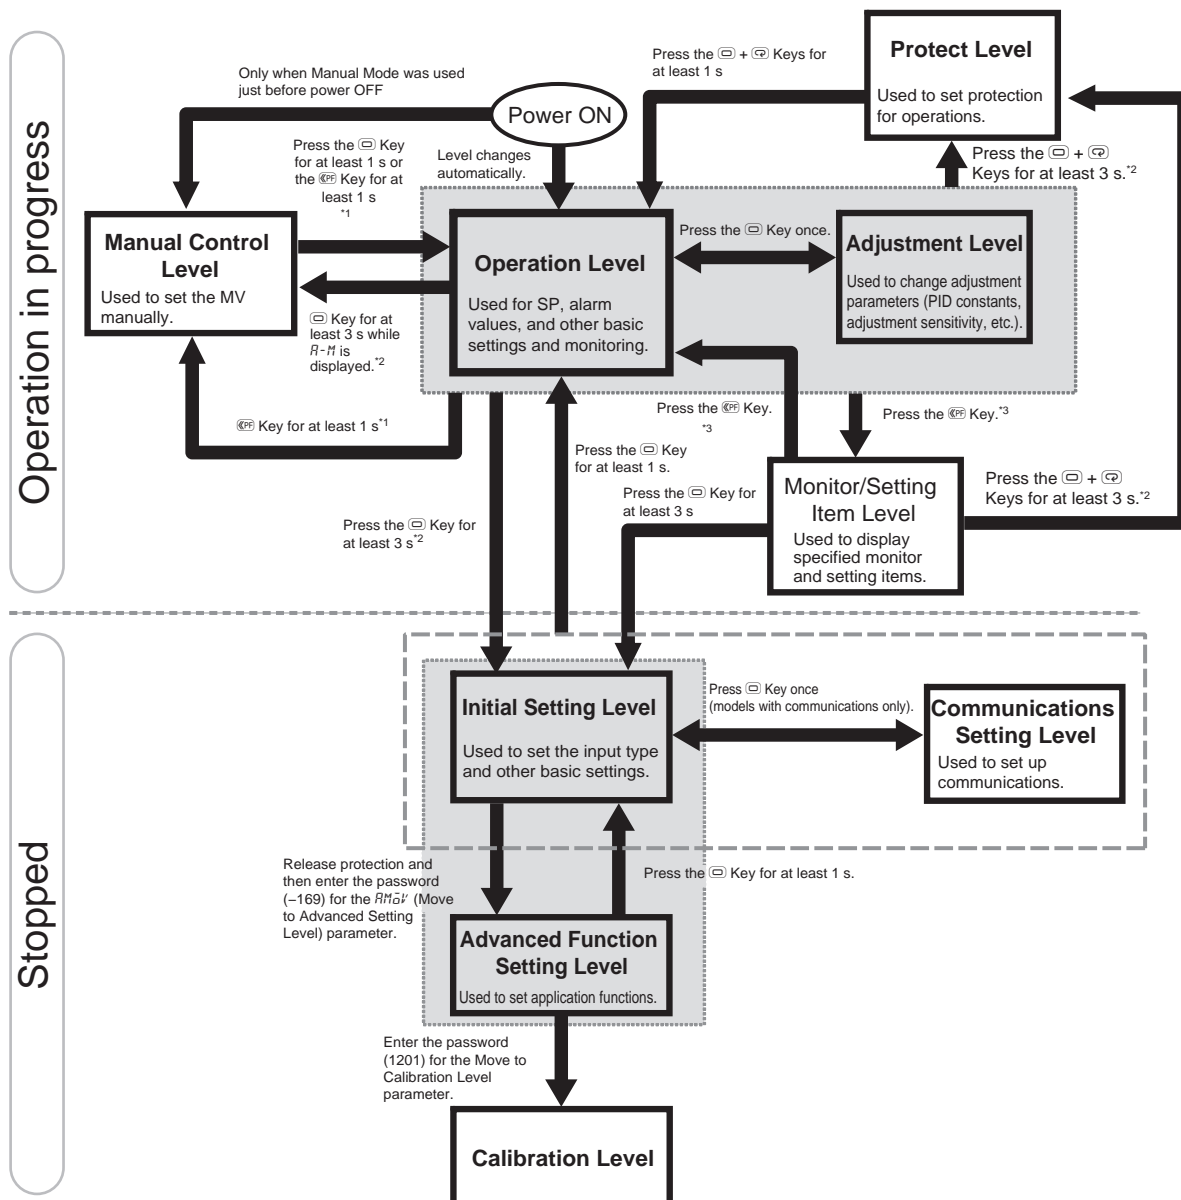 Operation in progress
Only when Manual Mode was used
just before power OFF
Power ON
Press the + Keys for
at least 1 s
Protect Level
Used to set protection
for operations.
Press the Key
for at least 1 s or
the PF Key for at
least 1 s
*1
Level changes
automatically.
Press the +
Keys for at least 3 s.*2
Manual Control
Level
Used to set the MV
manually.
Operation Level
Used for SP, alarm
values, and other basic
settings and monitoring.
Press the Key once.
Adjustment Level
Used to change adjustment
parameters (PID constants,
adjustment sensitivity, etc.).
Key for at
least 3 s while
A-M is
displayed.*2
PF Key for at least 1 s*1
Press the PF Key.
*3
Press the PF Key.*3
Press the Key
for at least 1 s.
Press the Key for
at least 3 s
Monitor/Setting
Item Level
Used to display
specified monitor
and setting items.
Press the +
Keys for at least 3 s.*2
Press the Key for
at least 3 s*2
Stopped
Initial Setting Level
Used to set the input type
and other basic settings.
Press Key once
(models with communications only).
Communications
Setting Level
Used to set up
communications.
Release protection and
then enter the password
(–169) for the AMOV (Move
to Advanced Setting
Level) parameter.
Press the Key for at least 1 s.
Advanced Function
Setting Level
Used to set application functions.
Enter the password
(1201) for the Move to
Calibration Level
parameter.
Calibration Level